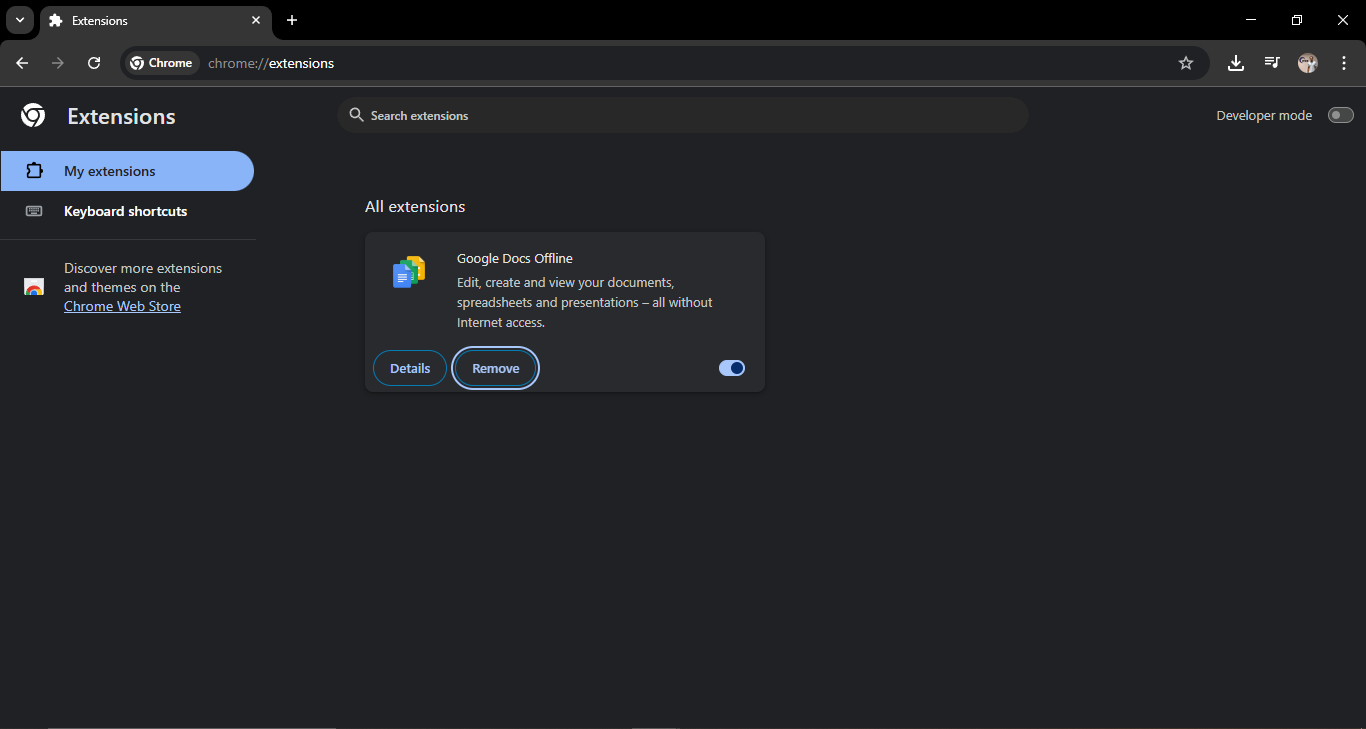 Extensions
Chrome
chrome://extensions
Extensions
Search extensions
Developer mode
My extensions
Keyboard shortcuts
Discover more extensions
and themes on the
Chrome Web Store
All extensions
Google Docs Offline
Edit, create and view your documents,
spreadsheets and presentations – all without
Internet access.
Details
Remove